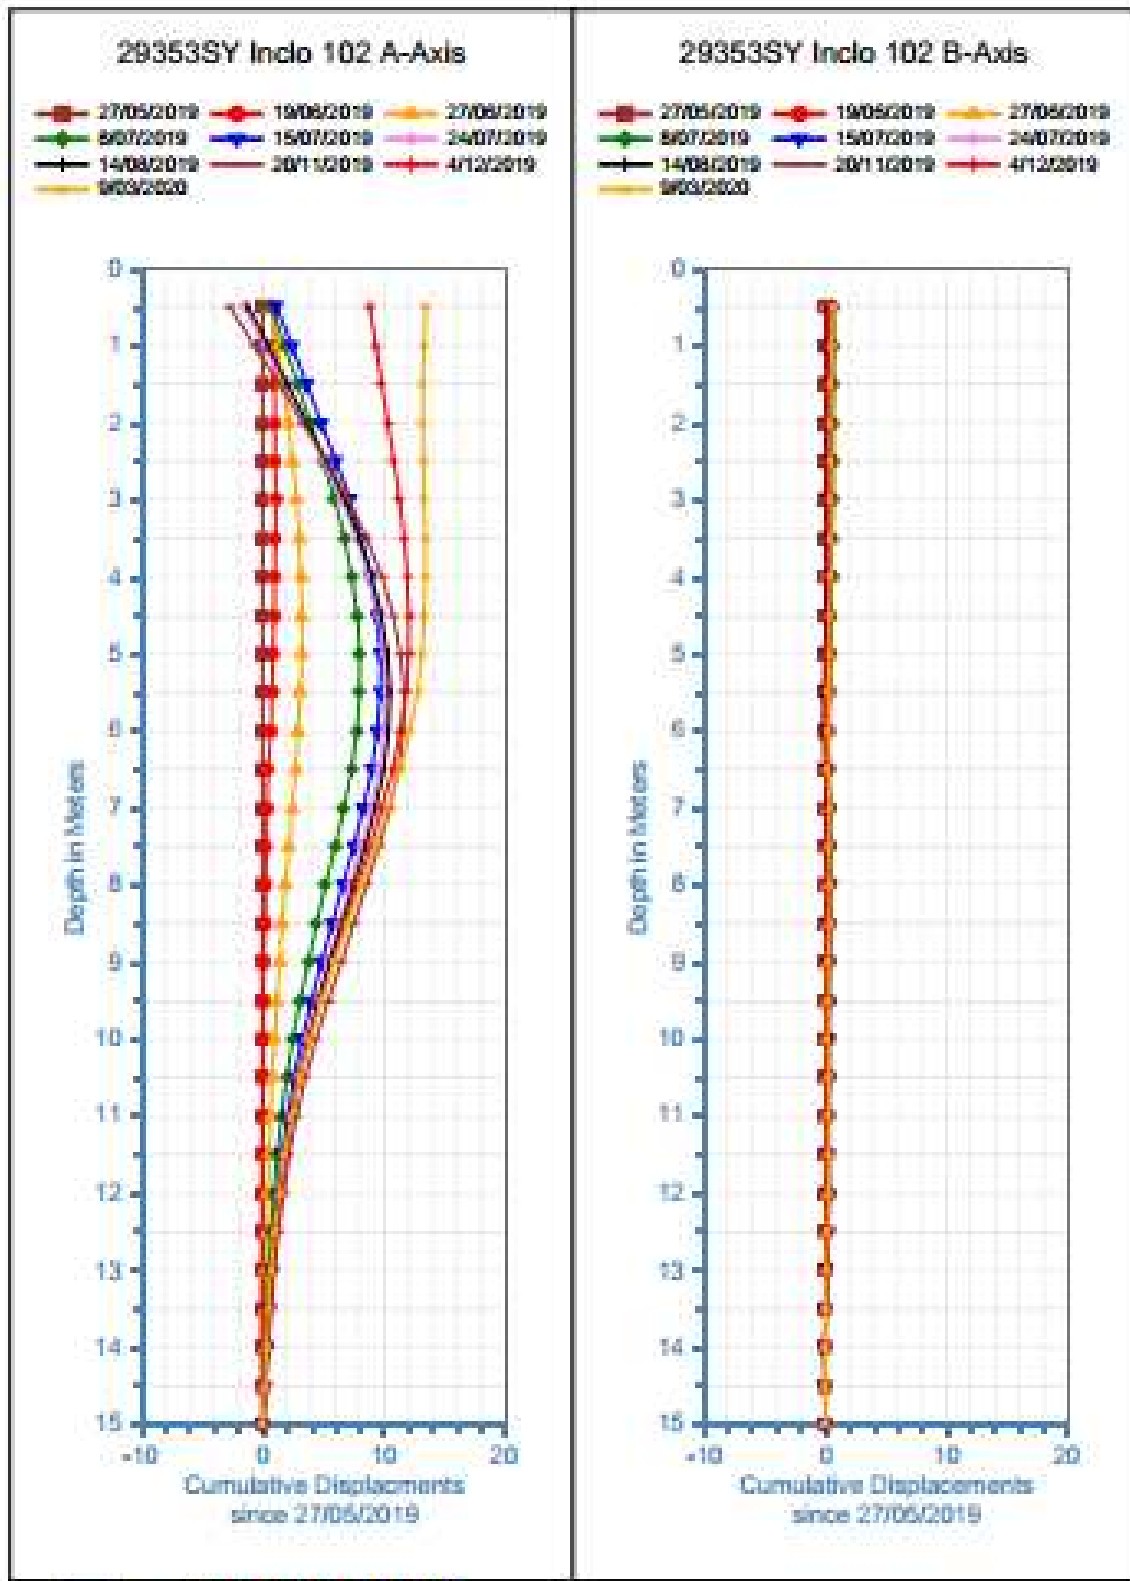 29353SY Inclo 102 A-Axis
27/05/2019 19/06/2019 27/06/2019
8/07/2019 15/07/2019 24/07/2019
14/08/2019 20/11/2019 4/12/2019
9/03/2020
0
1
2
3
4
5
6
7
8
9
10
11
12
13
14
15
Depth in Meters
-10 0 10 20
Cumulative Displacments
since 27/05/2019
29353SY Inclo 102 B-Axis
27/05/2019 19/06/2019 27/06/2019
8/07/2019 15/07/2019 24/07/2019
14/08/2019 20/11/2019 4/12/2019
9/03/2020
0
1
2
3
4
5
6
7
8
9
10
11
12
13
14
15
Depth in Meters
-10 0 10 20
Cumulative Displacements
since 27/05/2019